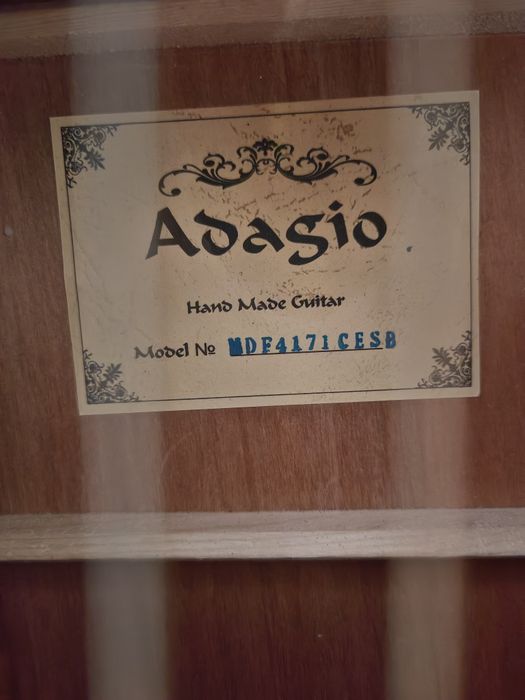 Adagio
Hand Made Guitar
Model № MDF4171CESB